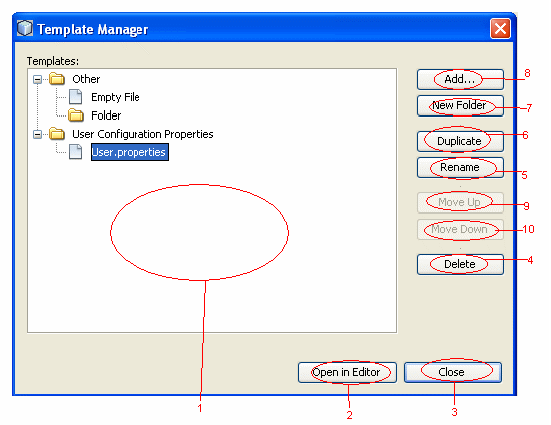 Template Manager
Templates:
Other
Empty File
Folder
User Configuration Properties
User.properties
Add...
8
New Folder
7
6
Duplicate
Rename
5
Move Up
9
Move Down
10
Delete
4
Open in Editor
Close
1
2
3